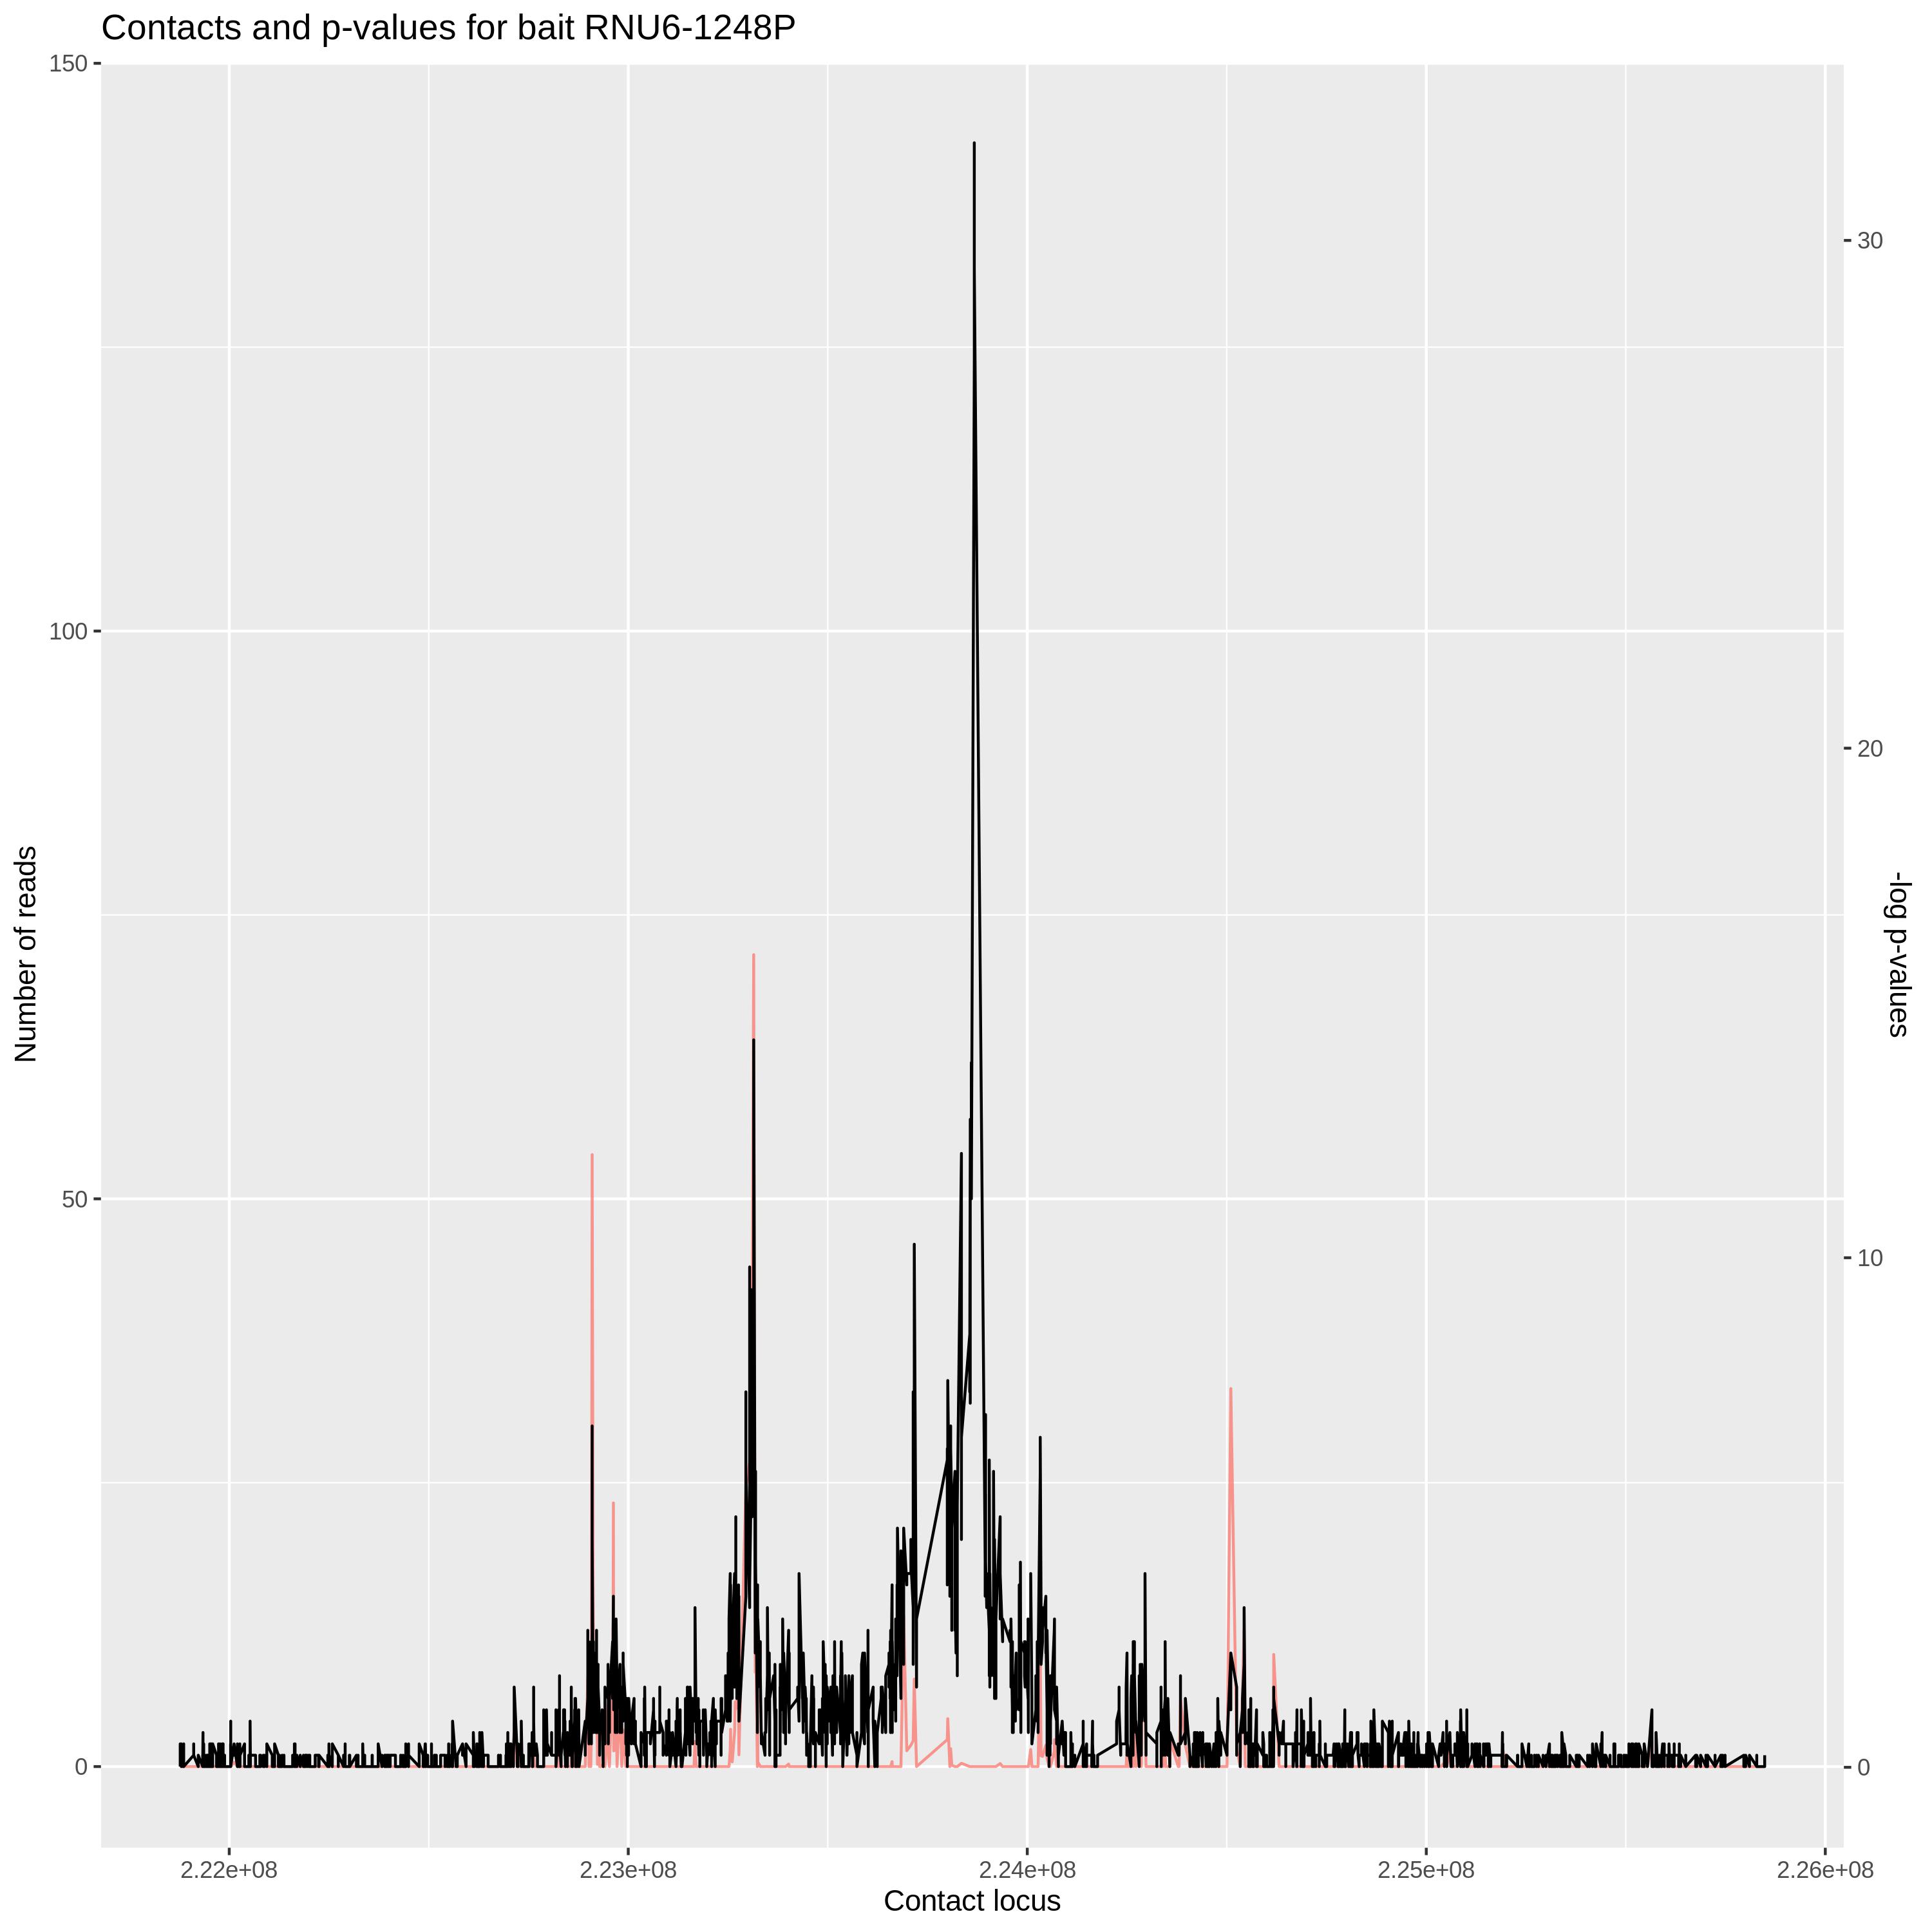 Contacts and p-values for bait RNU6-1248P
150
100
50
0
Number of reads
30
20
10
0
-log p-values
2.22e+08
2.23e+08
2.24e+08
2.25e+08
2.26e+08
Contact locus